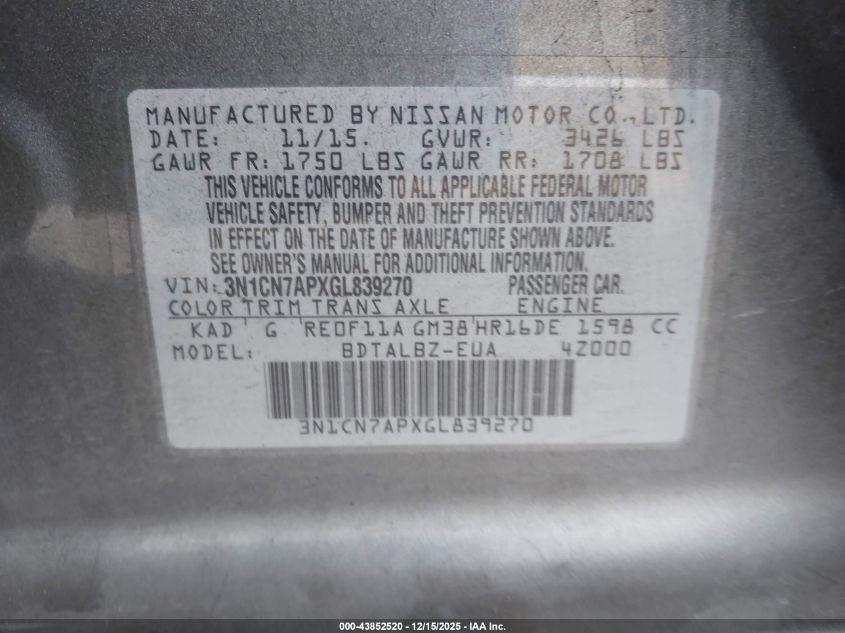 MANUFACTURED BY NISSAN MOTOR CO., LTD.
DATE: 11/15. GVWR: 3426 LBS
GAWR FR: 1750 LBS GAWR RR: 1708 LBS
THIS VEHICLE CONFORMS TO ALL APPLICABLE FEDERAL MOTOR
VEHICLE SAFETY, BUMPER AND THEFT PREVENTION STANDARDS
IN EFFECT ON THE DATE OF MANUFACTURE SHOWN ABOVE.
SEE OWNER'S MANUAL FOR ADDITIONAL INFORMATION.
VIN: 3N1CN7APXGL839270 PASSENGER CAR.
COLOR TRIM TRANS AXLE ENGINE
KAD G RE0F11A GM38 HR16DE 1598 CC
MODEL: BDTALBZ-EUA 4Z000
3N1CN7APXGL839270
000-43852520 - 12/15/2025 - IAA Inc.